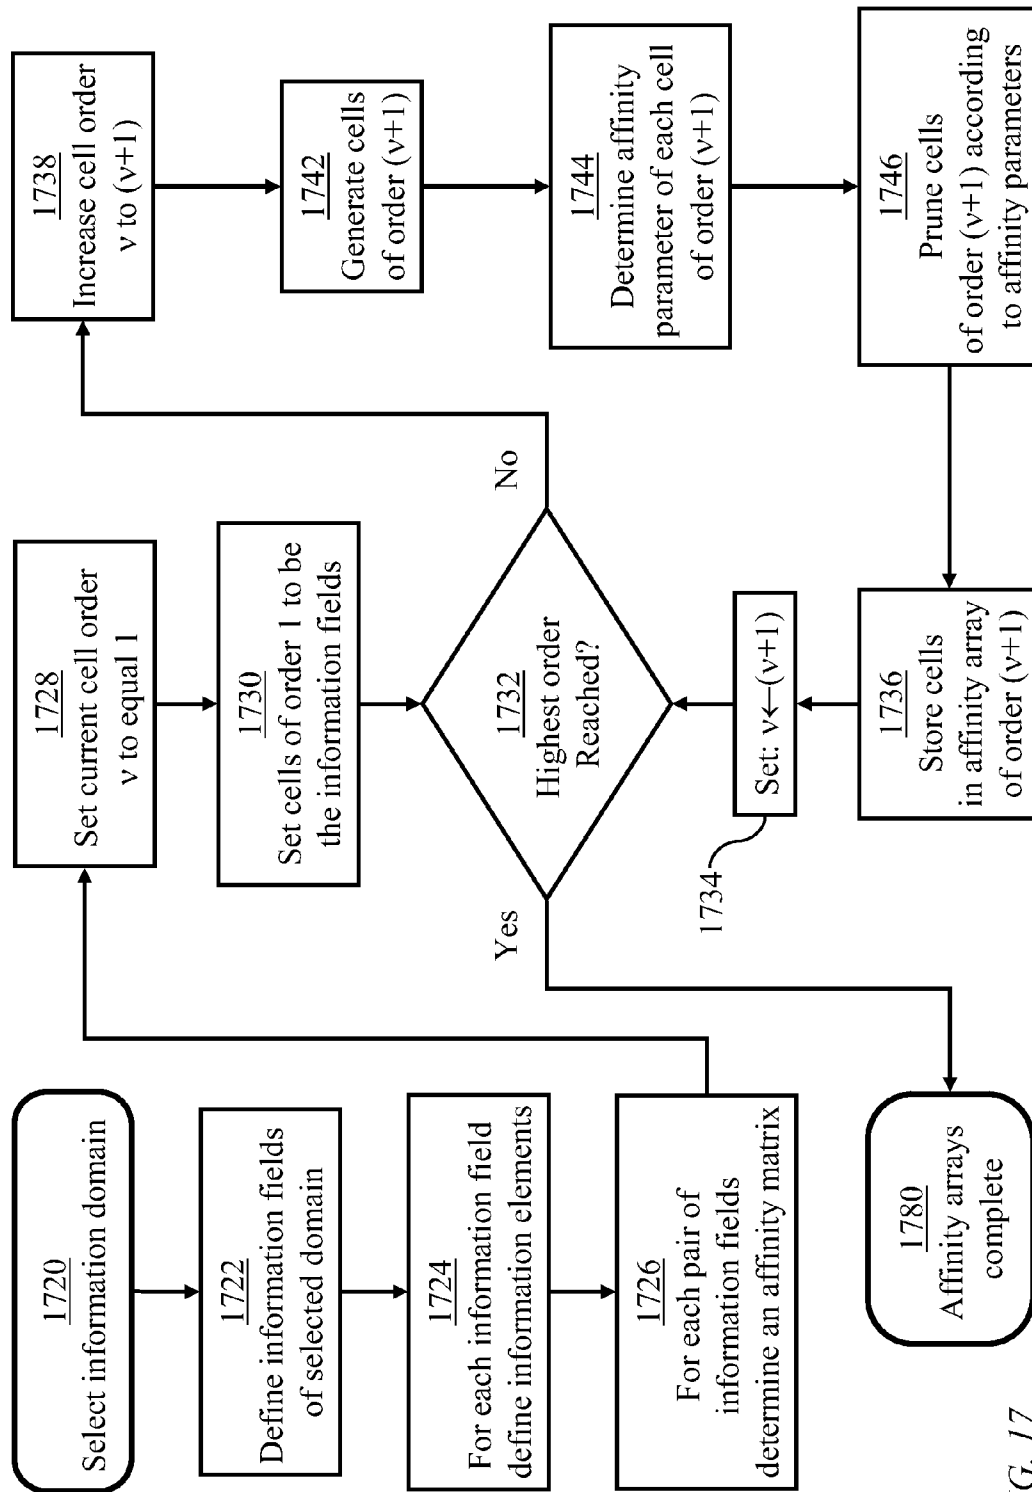 1720
Select information domain
1722
Define information fields
of selected domain
1724
For each information field
define information elements
1726
For each pair of
information fields
determine an affinity matrix
1728
Set current cell order
ν to equal 1
1730
Set cells of order 1 to be
the information fields
1732
Highest order
Reached?
Yes
No
1738
Increase cell order
ν to (ν+1)
1742
Generate cells
of order (ν+1)
1744
Determine affinity
parameter of each cell
of order (ν+1)
1746
Prune cells
of order (ν+1) according
to affinity parameters
1736
Store cells
in affinity array
of order (ν+1)
Set: ν←(ν+1)
1734
1780
Affinity arrays
complete
G. 17